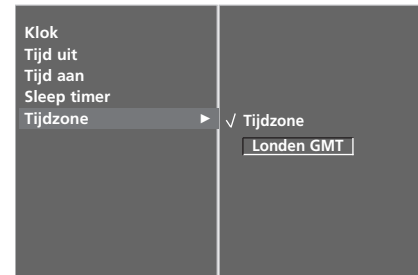 Klok
Tijd uit
Tijd aan
Sleep timer
Tijdzone ►
√ Tijdzone
Londen GMT